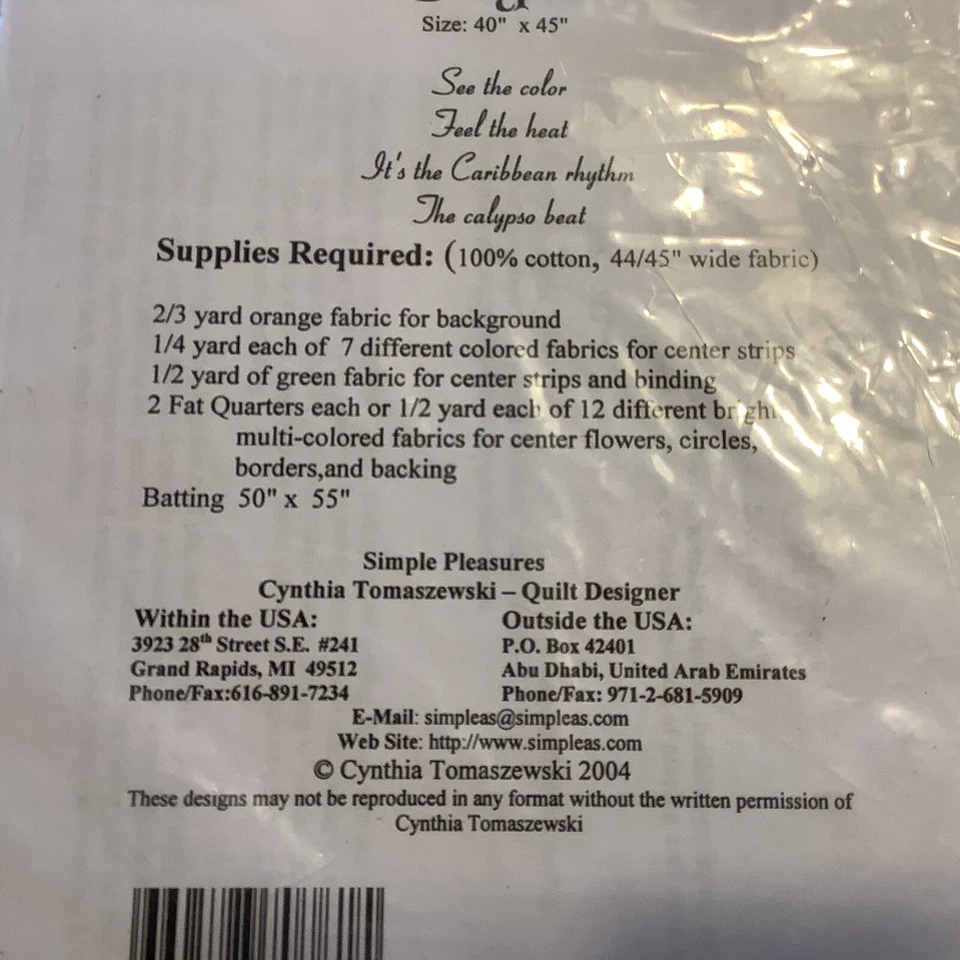 Size: 40" x 45"
See the color
Feel the heat
It's the Caribbean rhythm
The calypso beat
Supplies Required: (100% cotton, 44/45" wide fabric)
2/3 yard orange fabric for background
1/4 yard each of 7 different colored fabrics for center strips
1/2 yard of green fabric for center strips and binding
2 Fat Quarters each or 1/2 yard each of 12 different bright
multi-colored fabrics for center flowers, circles,
borders,and backing
Batting 50" x 55"
Simple Pleasures
Cynthia Tomaszewski – Quilt Designer
Within the USA: Outside the USA:
3923 28th Street S.E. #241 P.O. Box 42401
Grand Rapids, MI 49512 Abu Dhabi, United Arab Emirates
Phone/Fax:616-891-7234 Phone/Fax: 971-2-681-5909
E-Mail: simpleas@simpleas.com
Web Site: http://www.simpleas.com
© Cynthia Tomaszewski 2004
These designs may not be reproduced in any format without the written permission of
Cynthia Tomaszewski